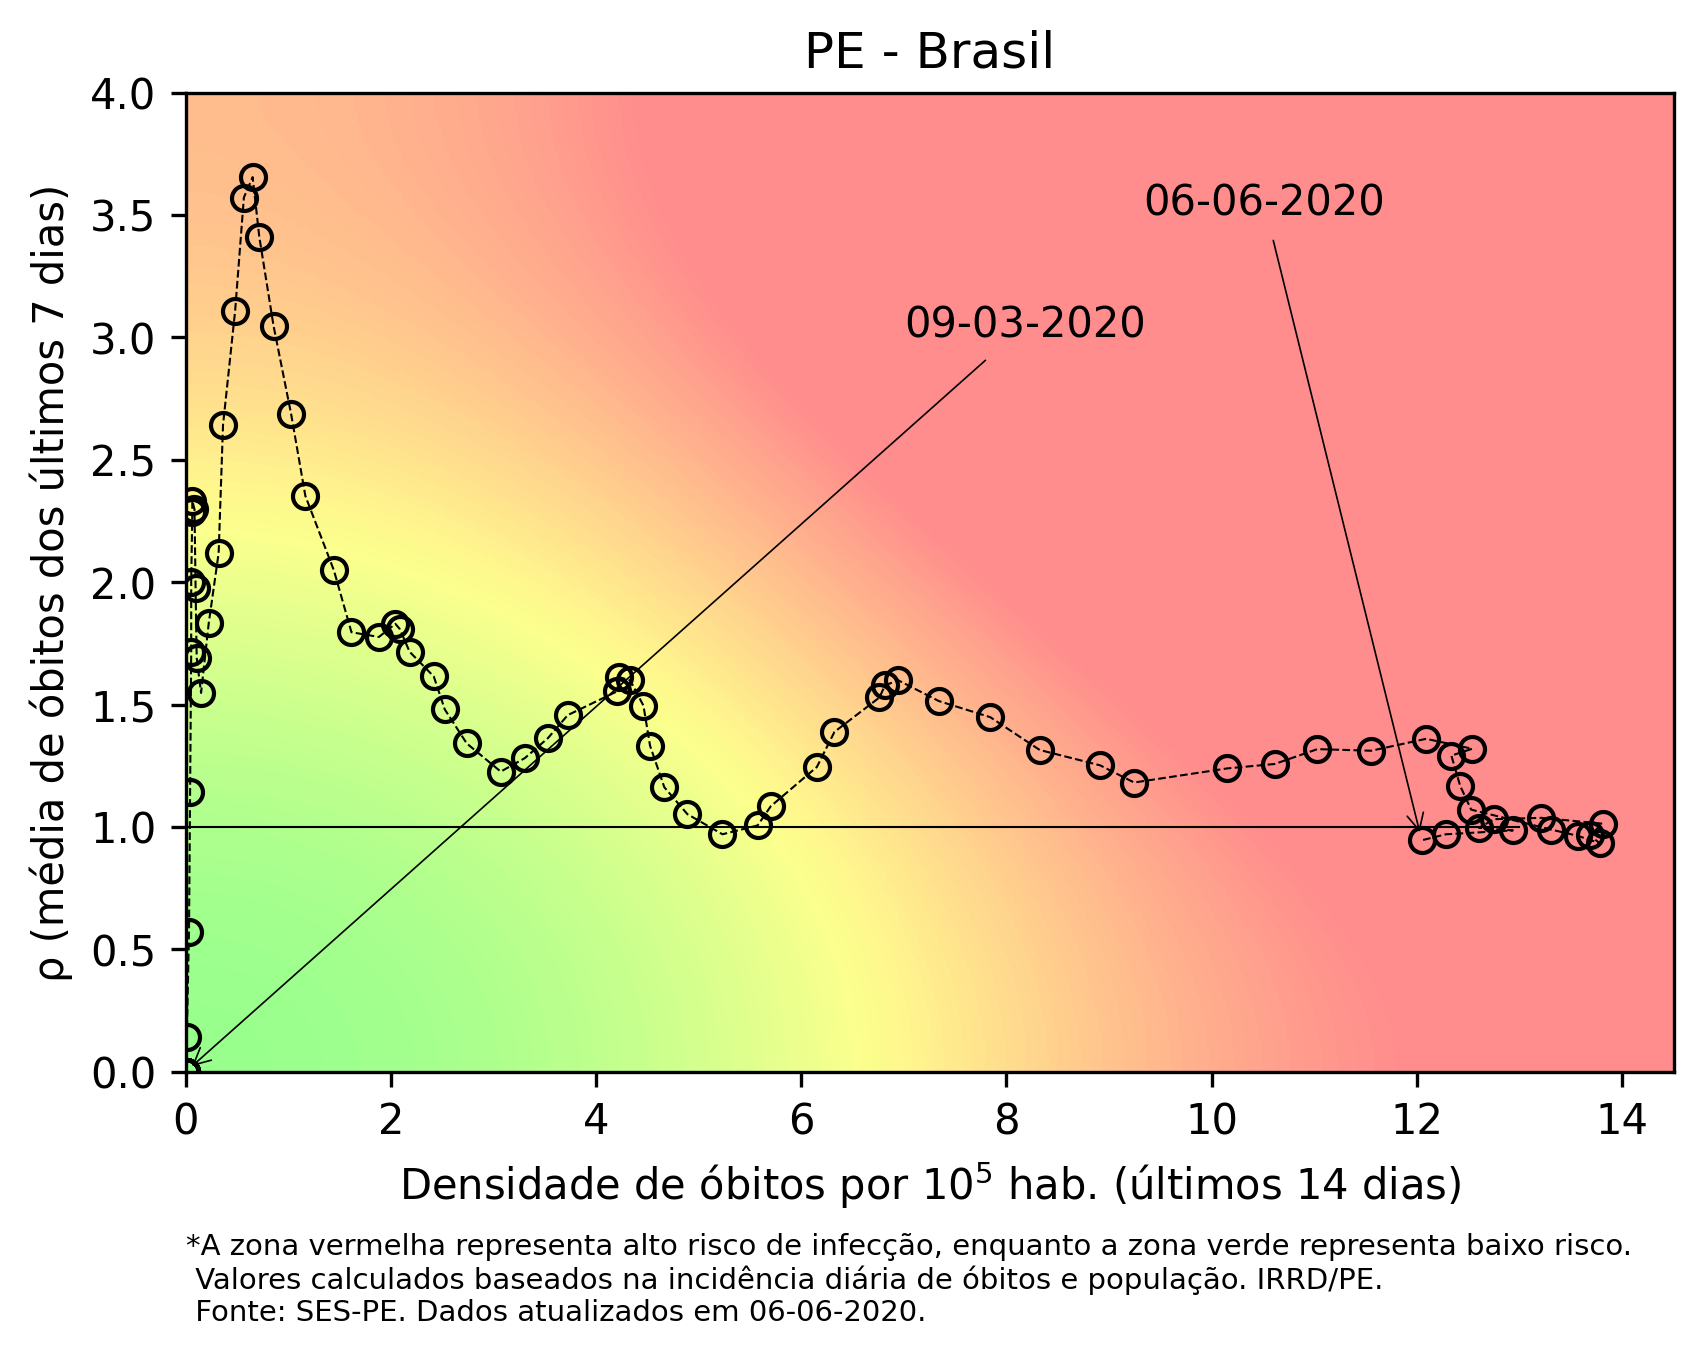 PE - Brasil
4.0
3.5
3.0
2.5
2.0
1.5
1.0
0.5
0.0
ρ (média de óbitos dos últimos 7 dias)
06-06-2020
09-03-2020
0 2 4 6 8 10 12 14
Densidade de óbitos por 10⁵ hab. (últimos 14 dias)
*A zona vermelha representa alto risco de infecção, enquanto a zona verde representa baixo risco.
Valores calculados baseados na incidência diária de óbitos e população. IRRD/PE.
Fonte: SES-PE. Dados atualizados em 06-06-2020.